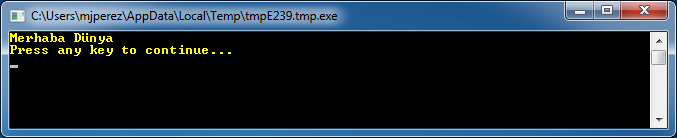 C:\Users\mjperez\AppData\Local\Temp\tmpE239.tmp.exe
Merhaba Dünya
Press any key to continue...